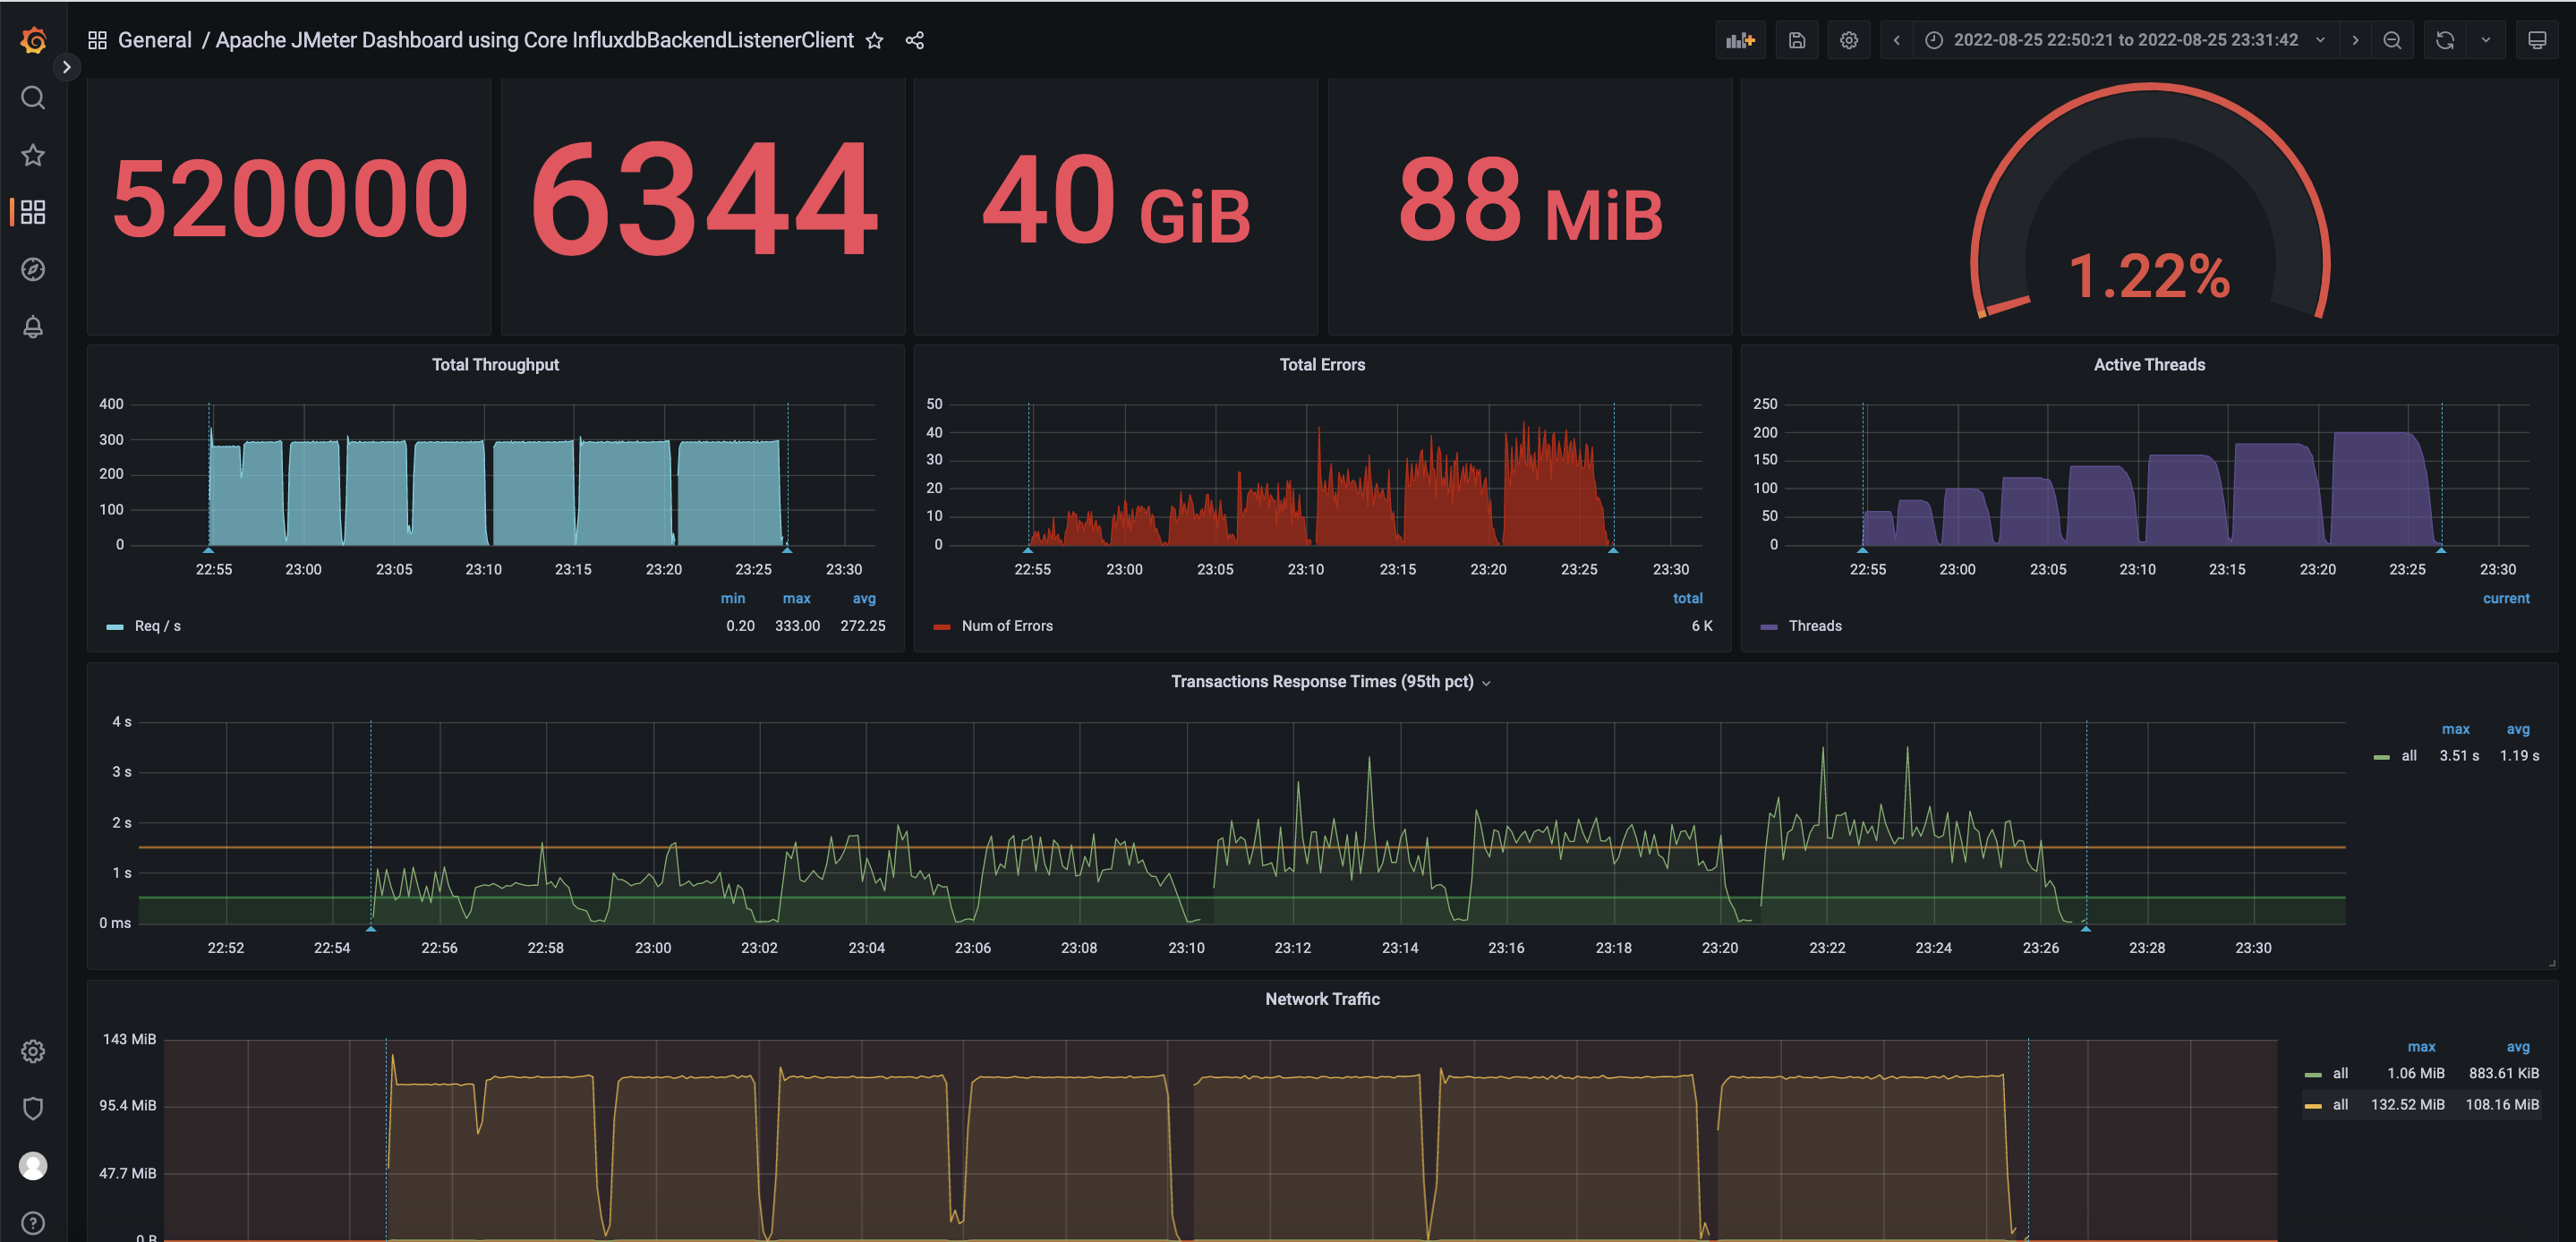 General / Apache JMeter Dashboard using Core InfluxdbBackendListenerClient
2022-08-25 22:50:21 to 2022-08-25 23:31:42
520000
6344
40 GiB
88 MiB
1.22%
Total Throughput
400
300
200
100
0
22:55 23:00 23:05 23:10 23:15 23:20 23:25 23:30
min max avg
Req / s 0.20 333.00 272.25
Total Errors
50
40
30
20
10
0
22:55 23:00 23:05 23:10 23:15 23:20 23:25 23:30
total
Num of Errors 6 K
Active Threads
250
200
150
100
50
0
22:55 23:00 23:05 23:10 23:15 23:20 23:25 23:30
current
Threads
Transactions Response Times (95th pct)
4 s
3 s
2 s
1 s
0 ms
22:52 22:54 22:56 22:58 23:00 23:02 23:04 23:06 23:08 23:10 23:12 23:14 23:16 23:18 23:20 23:22 23:24 23:26 23:28 23:30
max avg
all 3.51 s 1.19 s
Network Traffic
143 MiB
95.4 MiB
47.7 MiB
0 B
max avg
all 1.06 MiB 883.61 KiB
all 132.52 MiB 108.16 MiB